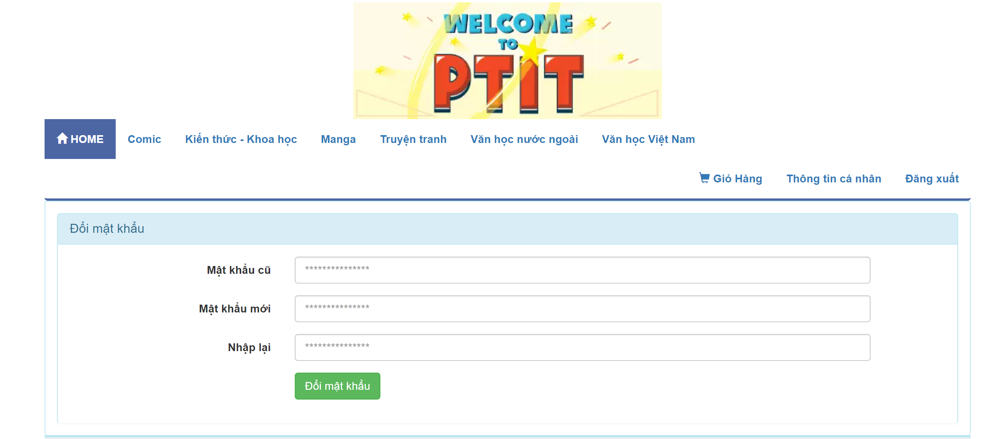 WELCOME
TO
PTIT
HOME Comic Kiến thức - Khoa học Manga Truyện tranh Văn học nước ngoài Văn học Việt Nam
Giỏ Hàng Thông tin cá nhân Đăng xuất
Đổi mật khẩu
Mật khẩu cũ ***************
Mật khẩu mới ***************
Nhập lại ***************
Đổi mật khẩu